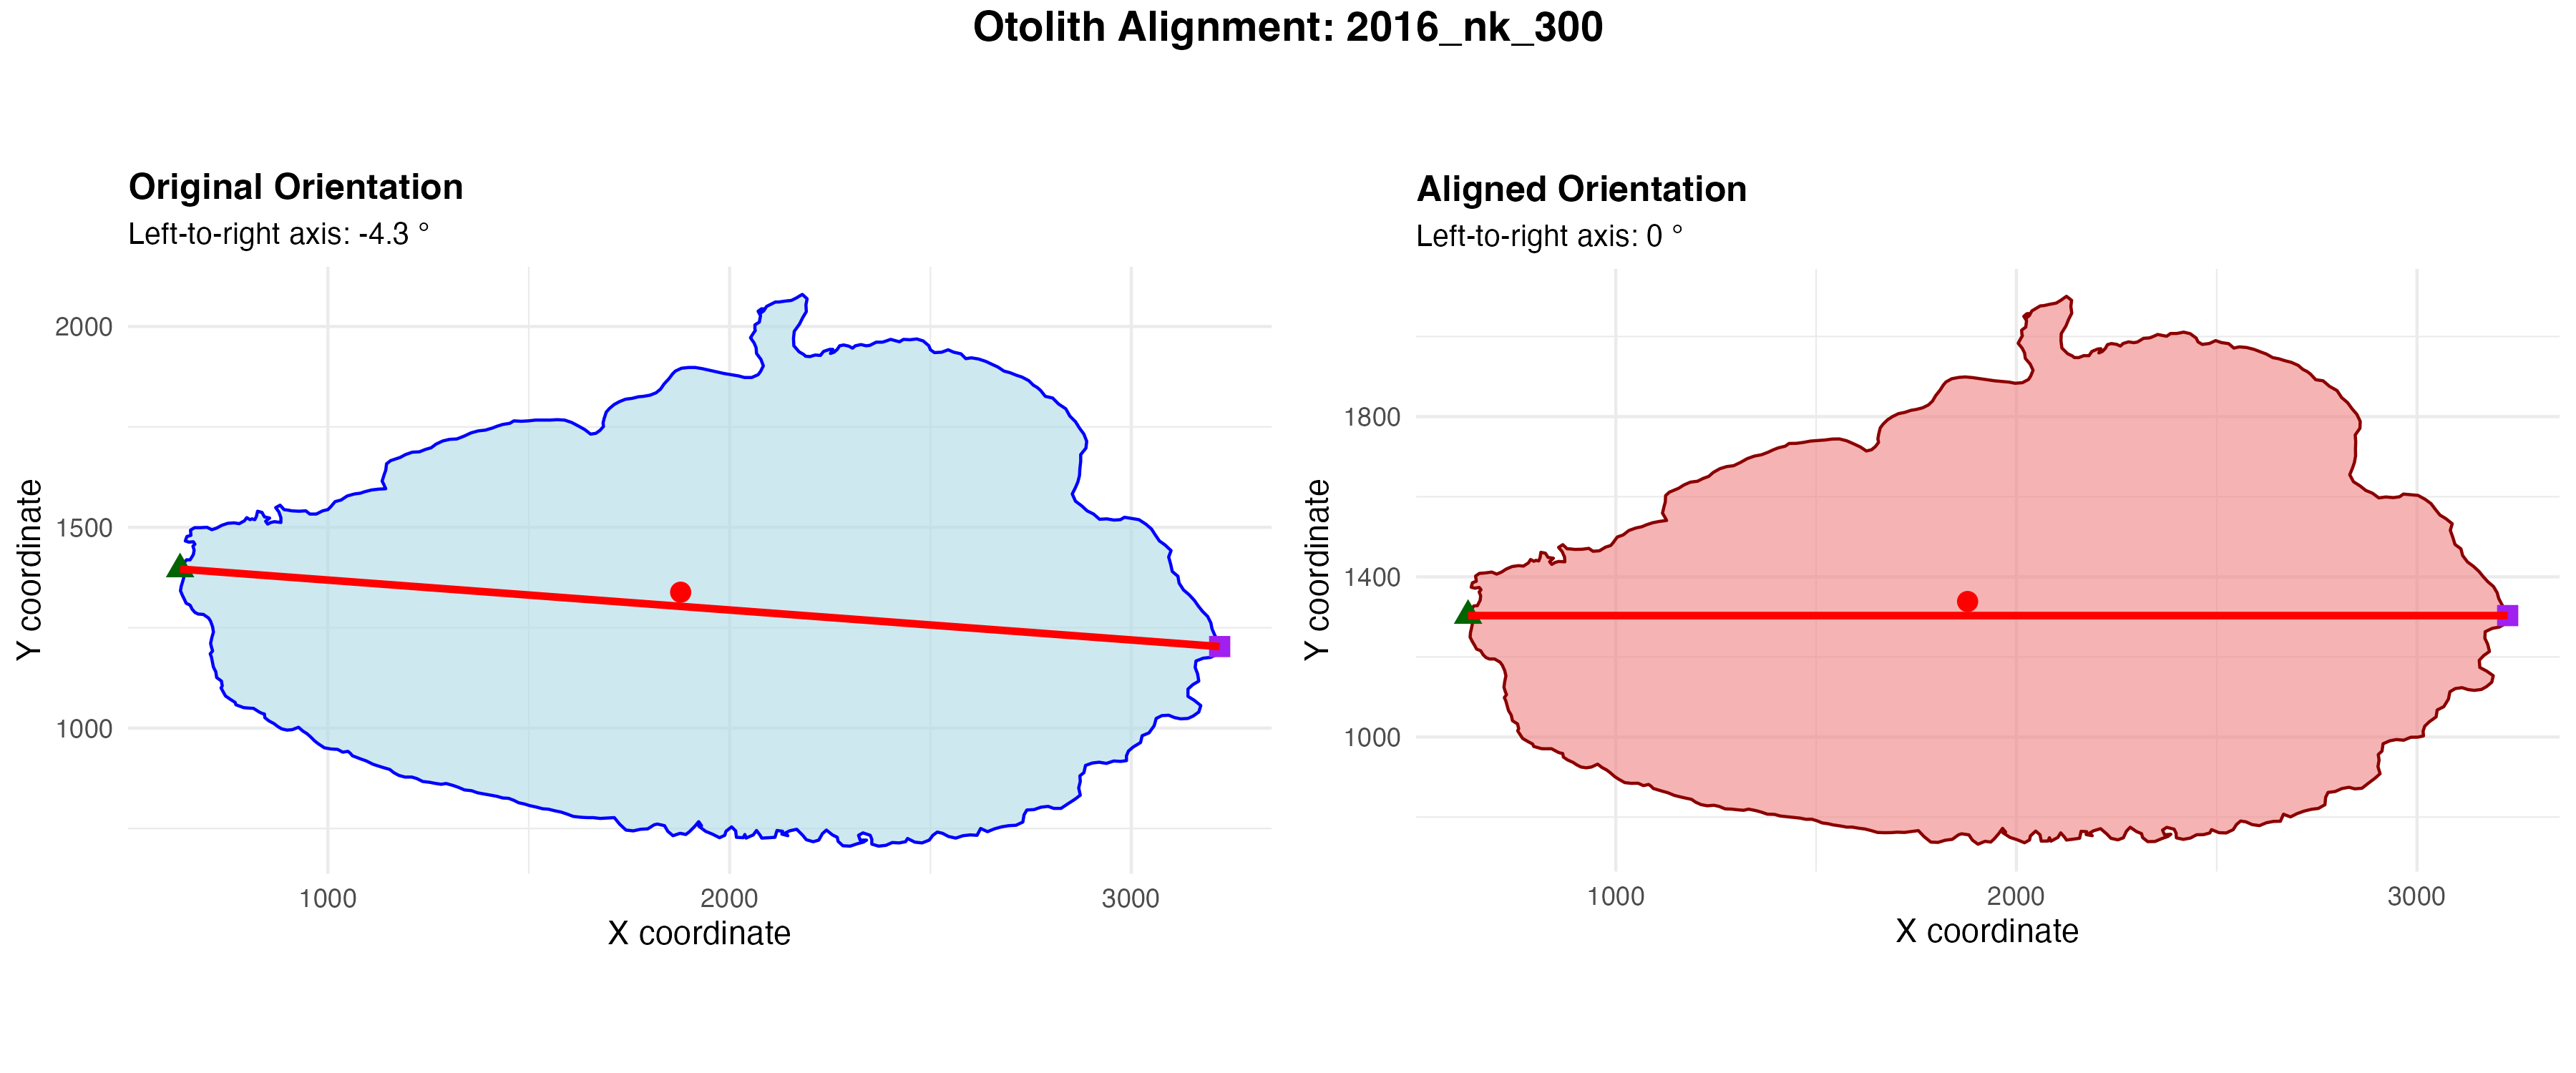 Otolith Alignment: 2016_nk_300
Original Orientation
Left-to-right axis: -4.3 °
2000
1500
1000
Y coordinate
1000
2000
3000
X coordinate
Aligned Orientation
Left-to-right axis: 0 °
1800
1400
1000
Y coordinate
1000
2000
3000
X coordinate